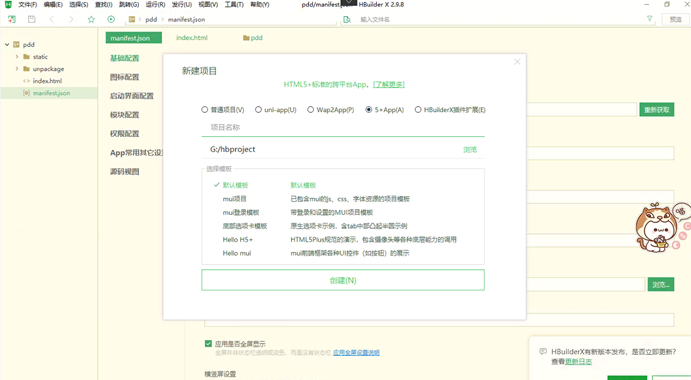 文件(F) 编辑(E) 选择(S) 查找(I) 跳转(G) 运行(R) 发行(U) 视图(V) 工具(T) 帮助(Y)
pdd/manifest.json
HBuilder X 2.9.8
pdd
manifest.json
输入文件名
预览
pdd
static
unpackage
index.html
manifest.json
manifest.json
index.html
pdd
基础配置
图标配置
启动界面配置
模块配置
权限配置
App常用其它设
源码视图
新建项目
HTML5+标准的跨平台App，[了解更多]
普通项目(V)
uni-app(U)
Wap2App(P)
5+App(A)
HBuilderX插件扩展(E)
项目名称
G:/hbproject
浏览
选择模板
默认模板 默认模板
mui项目 已包含mui的js、css、字体资源的项目模板
mui登录模板 带登录和设置的MUI项目模板
底部选项卡模板 原生选项卡示例，含tab中部凸起半圆示例
Hello H5+ HTML5Plus规范的演示，包含摄像头等各种底层能力的调用
Hello mui mui前端框架各种UI控件（如按钮）的展示
创建(N)
重新获取
浏览...
应用是否全屏显示
应用全屏设置说明
横竖屏设置
HBuilderX有新版本发布，是否立即更新？
查看更新日志